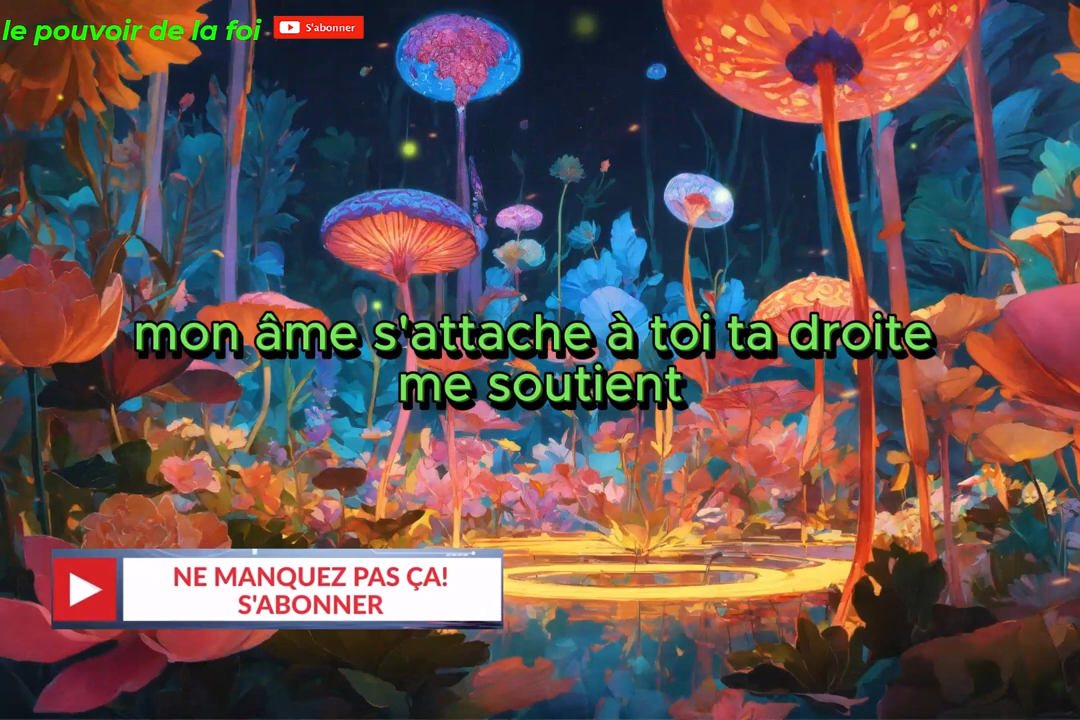 le pouvoir de la foi
S'abonner
mon âme s'attache à toi ta droite
me soutient
NE MANQUEZ PAS ÇA!
S'ABONNER